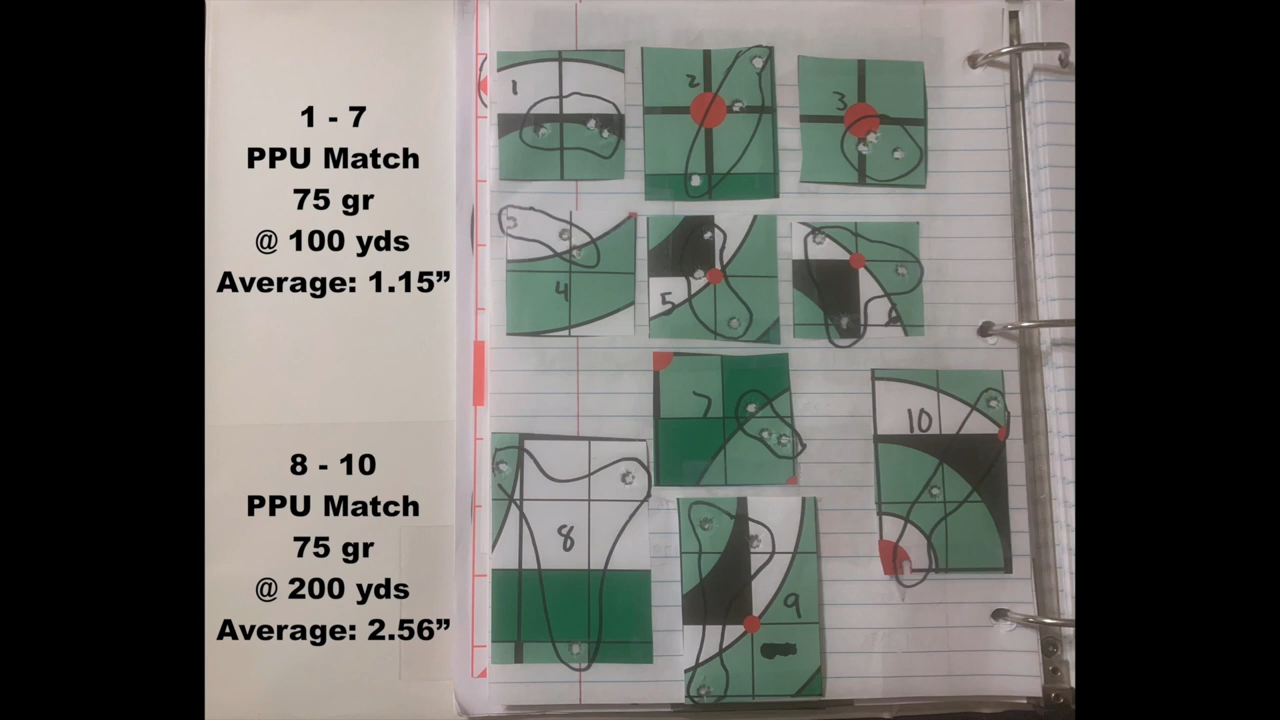 1 - 7
PPU Match
75 gr
@ 100 yds
Average: 1.15”
8 - 10
PPU Match
75 gr
@ 200 yds
Average: 2.56”
1
2
3
4
5
7
8
9
10